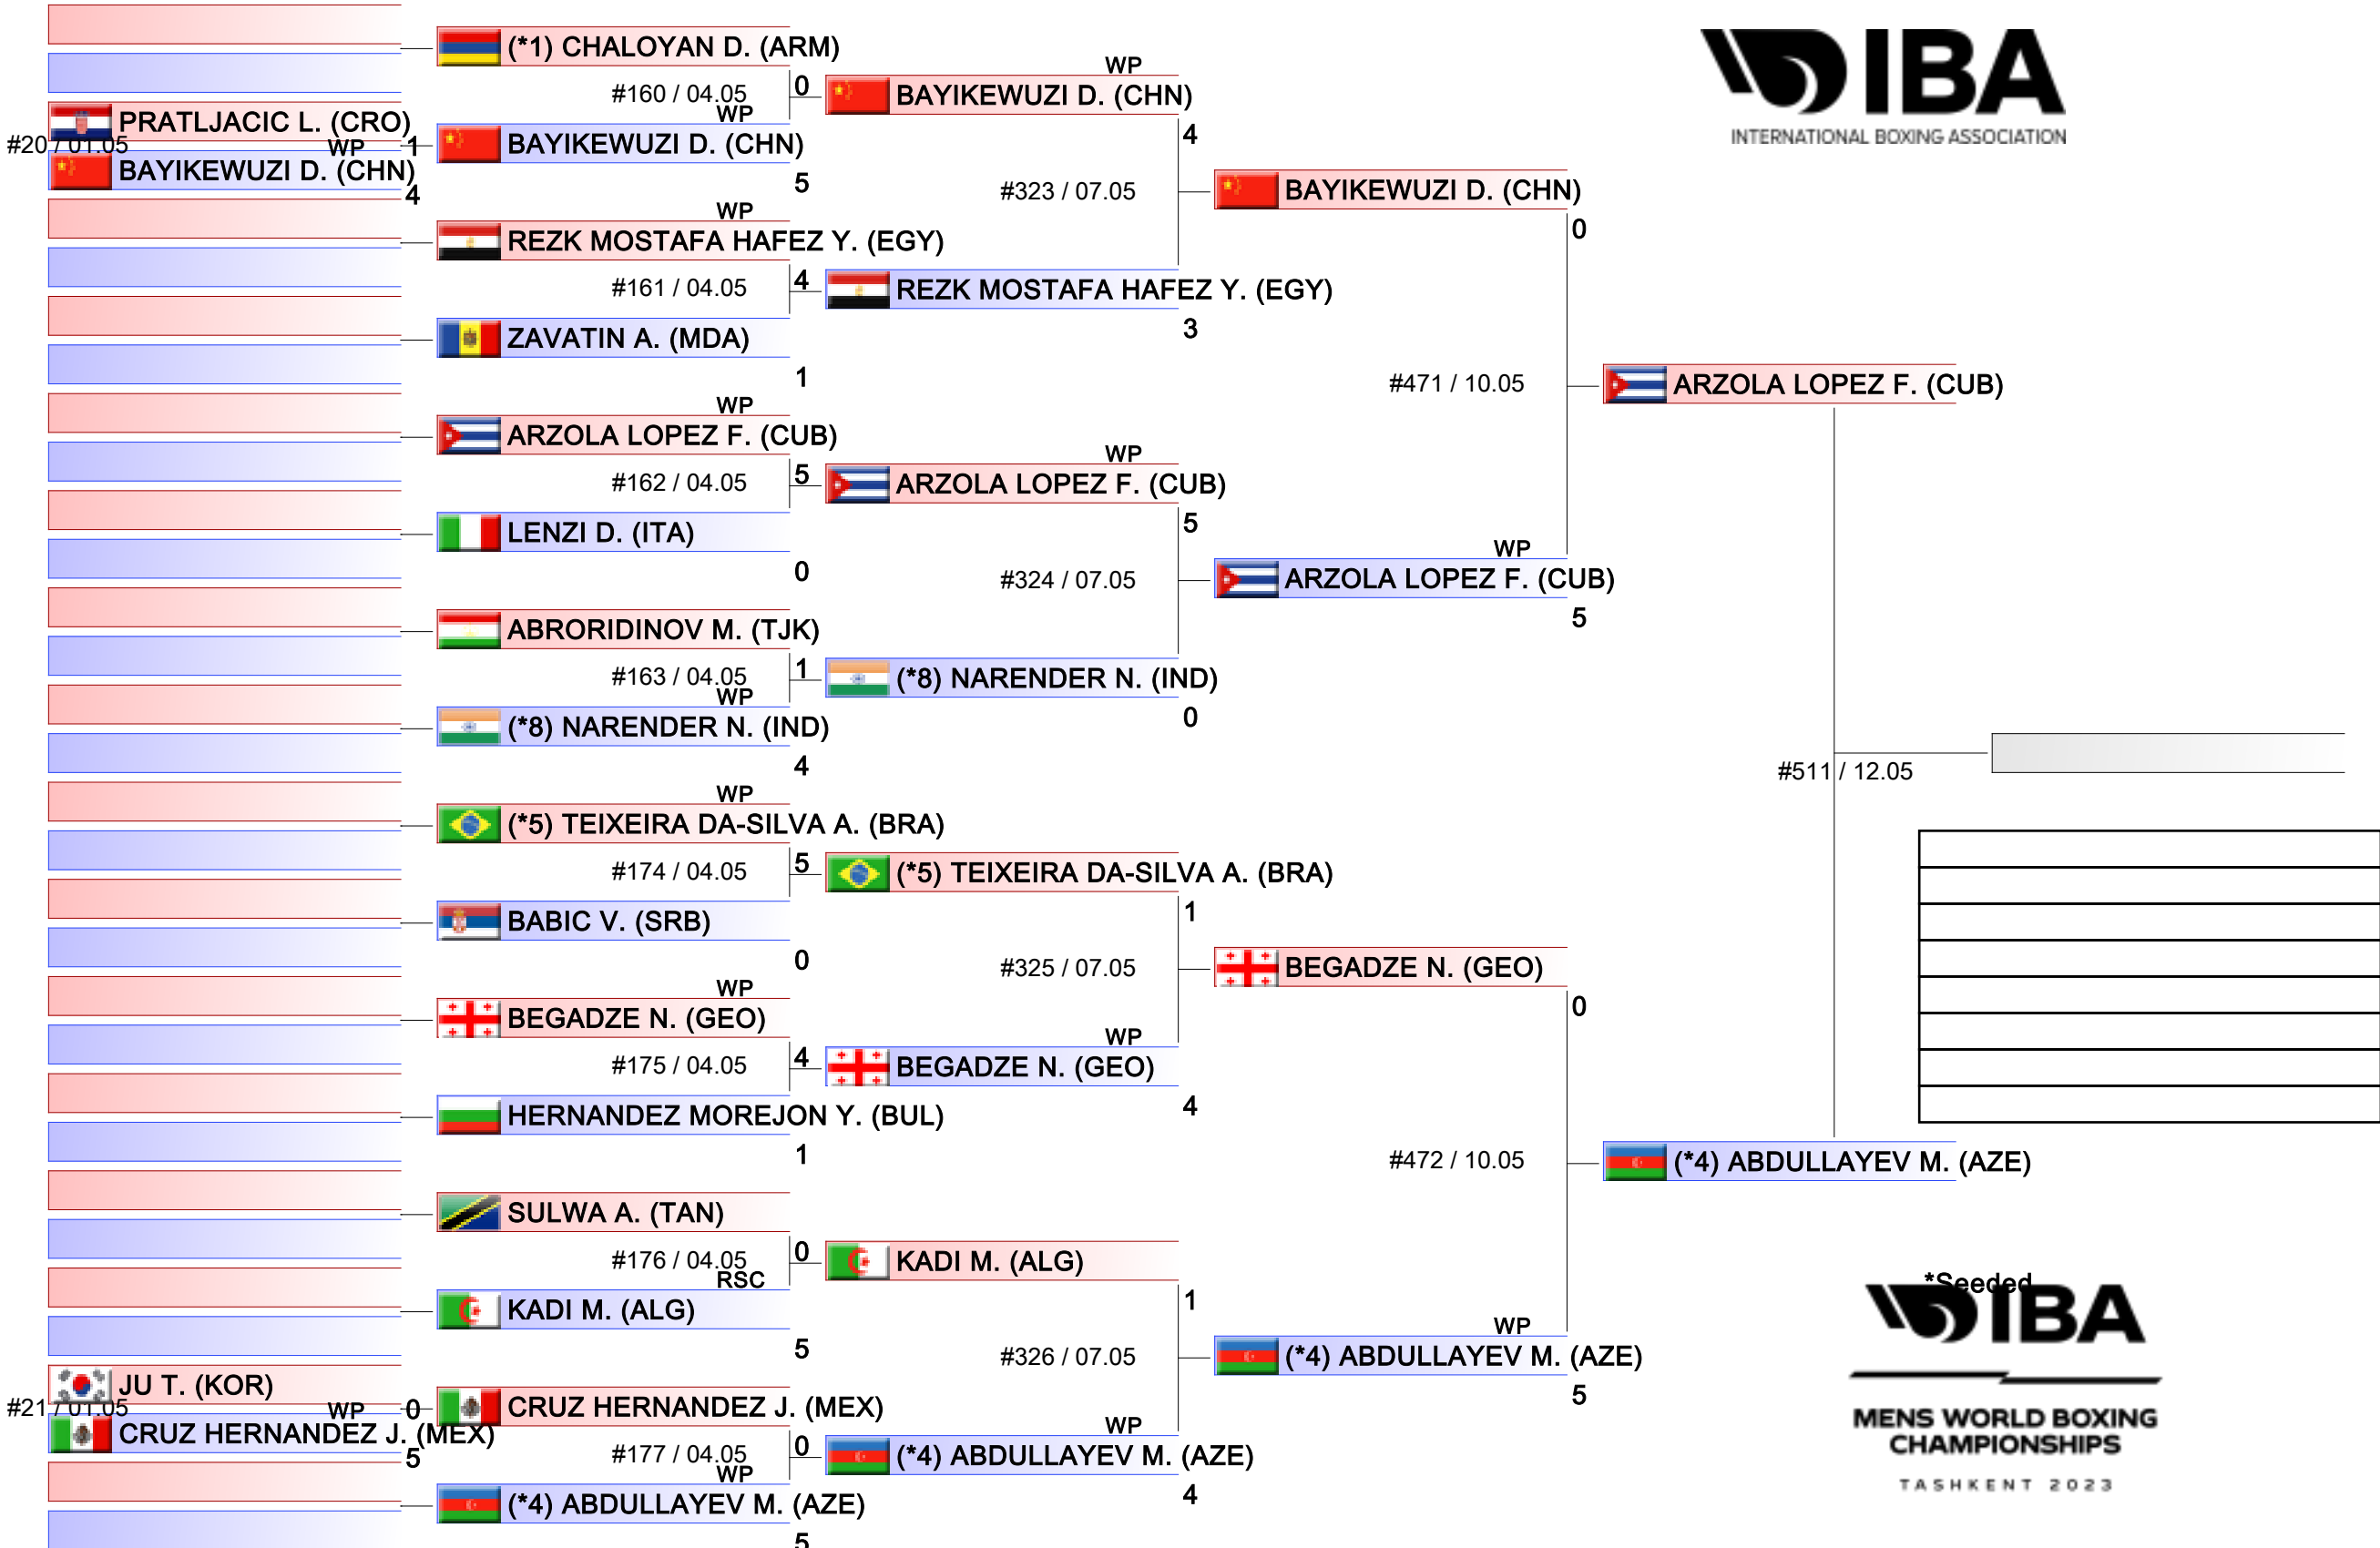 (*1) CHALOYAN D. (ARM)
#160 / 04.05
0
WP
PRATLJACIC L. (CRO)
#20 / 01.05
WP
1
BAYIKEWUZI D. (CHN)
4
BAYIKEWUZI D. (CHN)
5
WP
REZK MOSTAFA HAFEZ Y. (EGY)
#161 / 04.05
4
ZAVATIN A. (MDA)
1
WP
ARZOLA LOPEZ F. (CUB)
#162 / 04.05
5
LENZI D. (ITA)
0
ABRORIDINOV M. (TJK)
#163 / 04.05
1
WP
(*8) NARENDER N. (IND)
4
WP
(*5) TEIXEIRA DA-SILVA A. (BRA)
#174 / 04.05
5
BABIC V. (SRB)
0
WP
BEGADZE N. (GEO)
#175 / 04.05
4
HERNANDEZ MOREJON Y. (BUL)
1
SULWA A. (TAN)
#176 / 04.05
0
RSC
KADI M. (ALG)
5
JU T. (KOR)
#21 / 01.05
WP
0
CRUZ HERNANDEZ J. (MEX)
5
CRUZ HERNANDEZ J. (MEX)
#177 / 04.05
0
WP
(*4) ABDULLAYEV M. (AZE)
5
WP
BAYIKEWUZI D. (CHN)
4
#323 / 07.05
REZK MOSTAFA HAFEZ Y. (EGY)
3
WP
ARZOLA LOPEZ F. (CUB)
5
#324 / 07.05
(*8) NARENDER N. (IND)
0
(*5) TEIXEIRA DA-SILVA A. (BRA)
1
#325 / 07.05
WP
BEGADZE N. (GEO)
4
KADI M. (ALG)
1
#326 / 07.05
WP
(*4) ABDULLAYEV M. (AZE)
4
BAYIKEWUZI D. (CHN)
0
#471 / 10.05
WP
ARZOLA LOPEZ F. (CUB)
5
BEGADZE N. (GEO)
0
#472 / 10.05
WP
(*4) ABDULLAYEV M. (AZE)
5
ARZOLA LOPEZ F. (CUB)
#511 / 12.05
(*4) ABDULLAYEV M. (AZE)
IBA
INTERNATIONAL BOXING ASSOCIATION
*Seeded
IBA
MENS WORLD BOXING
CHAMPIONSHIPS
TASHKENT 2023